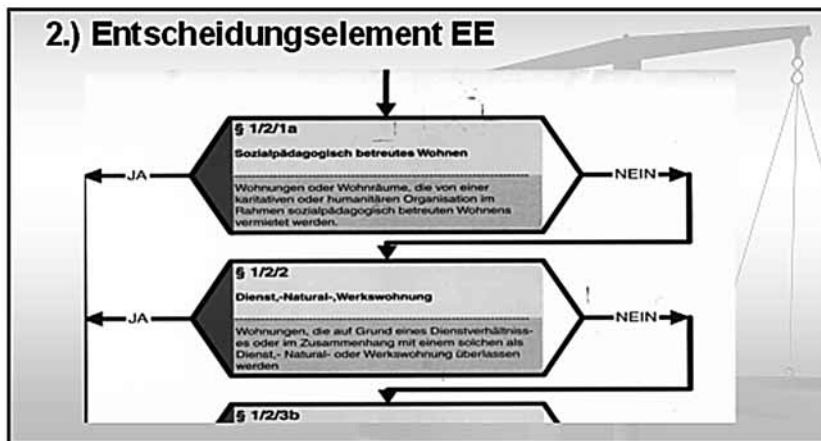 2.) Entscheidungselement EE
§ 1/2/1a
Sozialpädagogisch betreutes Wohnen
JA
NEIN
Wohnungen oder Wohnräume, die von einer
karitativen oder humanitären Organisation im
Rahmen sozialpädagogisch betreuten Wohnens
vermietet werden.
§ 1/2/2
Dienst,-Natural-,Werkswohnung
JA
NEIN
Wohnungen, die auf Grund eines Dienstverhältniss-
es oder im Zusammenhang mit einem solchen als
Dienst,- Natural- oder Werkswohnung überlassen
werden
§ 1/2/3b